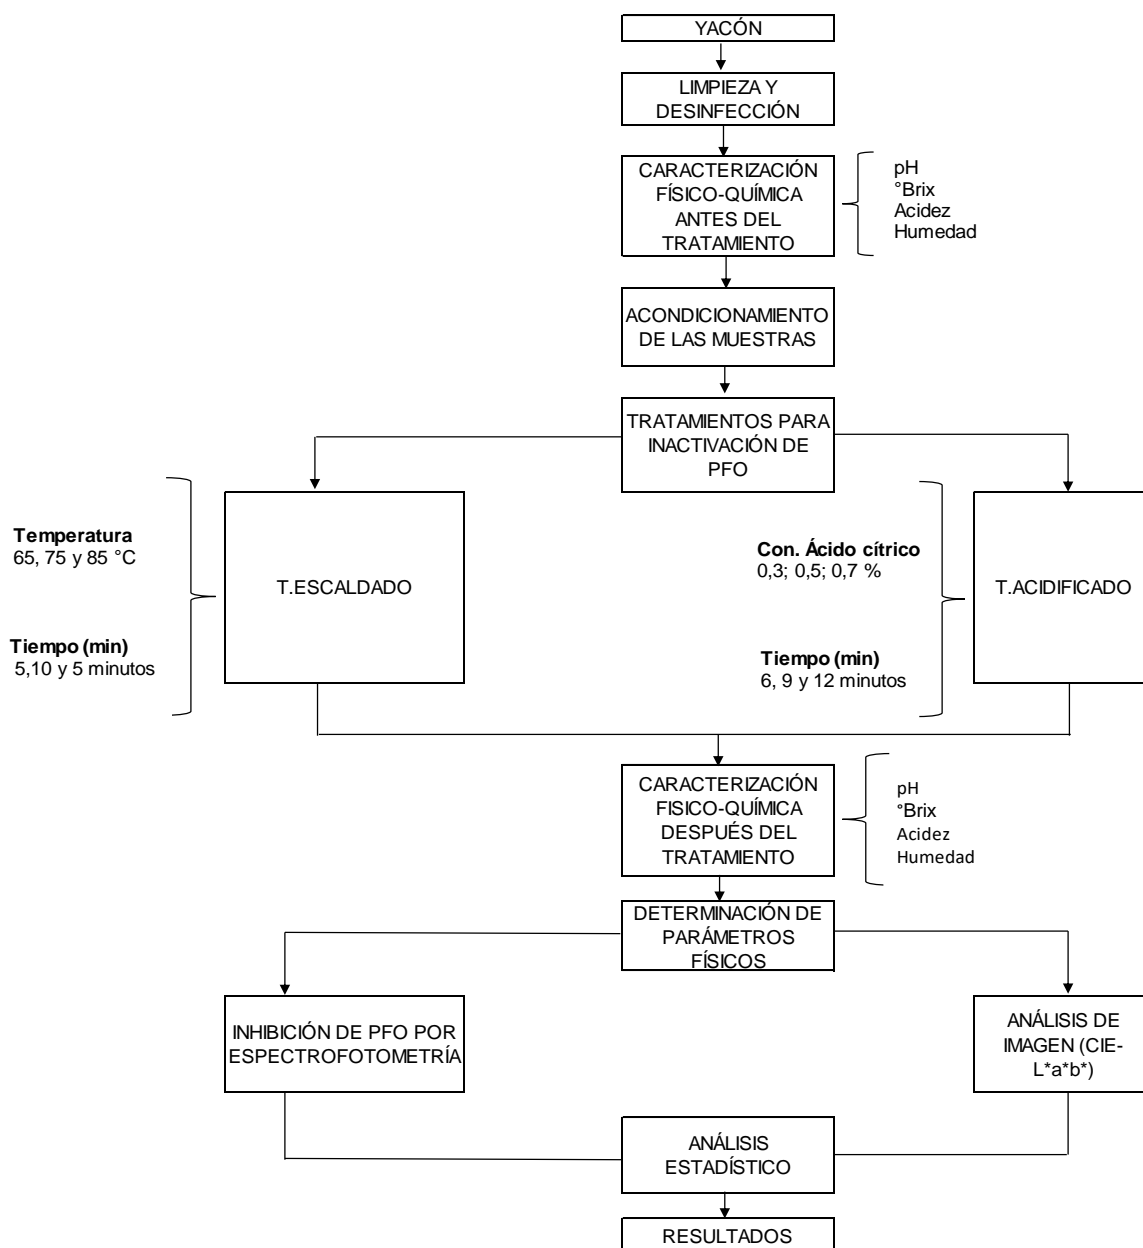 YACÓN
LIMPIEZA Y
DESINFECCIÓN
CARACTERIZACIÓN
FÍSICO-QUÍMICA
ANTES DEL
TRATAMIENTO
pH
°Brix
Acidez
Humedad
ACONDICIONAMIENTO
DE LAS MUESTRAS
TRATAMIENTOS PARA
INACTIVACIÓN DE
PFO
Temperatura
65, 75 y 85 °C
Tiempo (min)
5,10 y 5 minutos
T.ESCALDADO
Con. Ácido cítrico
0,3; 0,5; 0,7 %
Tiempo (min)
6, 9 y 12 minutos
T.ACIDIFICADO
CARACTERIZACIÓN
FISICO-QUÍMICA
DESPUÉS DEL
TRATAMIENTO
pH
°Brix
Acidez
Humedad
DETERMINACIÓN DE
PARÁMETROS
FÍSICOS
INHIBICIÓN DE PFO POR
ESPECTROFOTOMETRÍA
ANÁLISIS DE
IMAGEN (CIE-
L*a*b*)
ANÁLISIS
ESTADÍSTICO
RESULTADOS